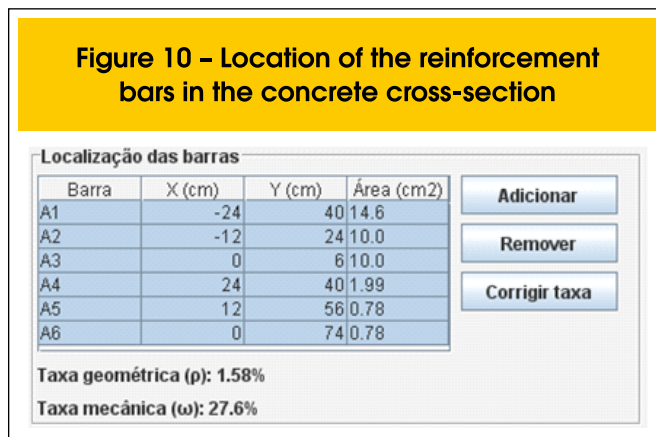 Figure 10 – Location of the reinforcement
bars in the concrete cross-section
Localização das barras
Barra X (cm) Y (cm) Área (cm2)
A1 -24 40 14.6
A2 -12 24 10.0
A3 0 6 10.0
A4 24 40 1.99
A5 12 56 0.78
A6 0 74 0.78
Adicionar
Remover
Corrigir taxa
Taxa geométrica (ρ): 1.58%
Taxa mecânica (ω): 27.6%